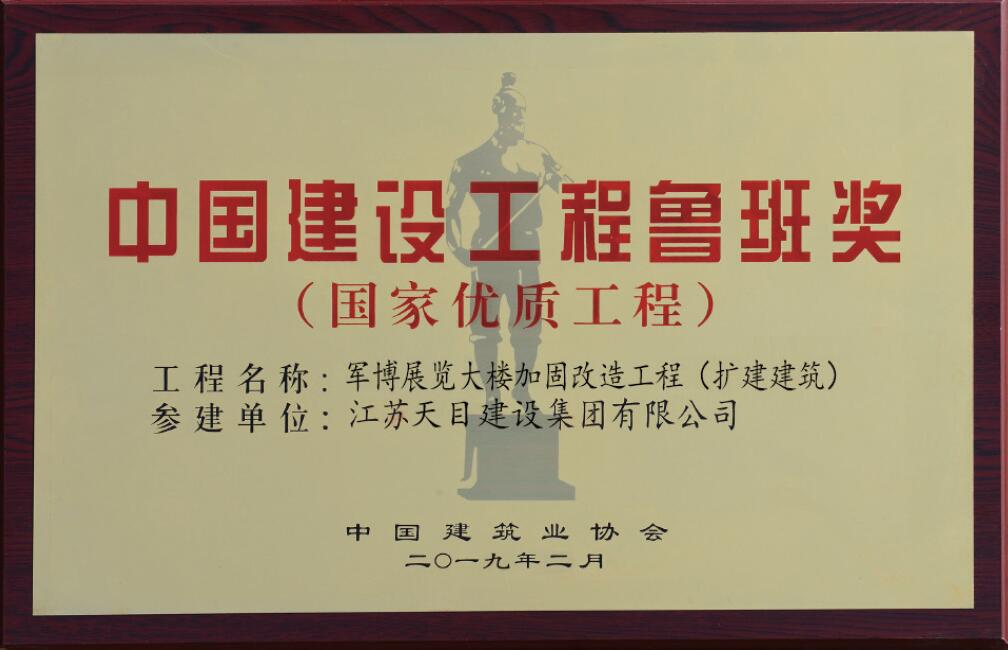 中国建设工程鲁班奖
（国家优质工程）
工程名称：军博展览大楼加固改造工程（扩建建筑）
参建单位：江苏天目建设集团有限公司
中国建筑业协会
二〇一九年二月